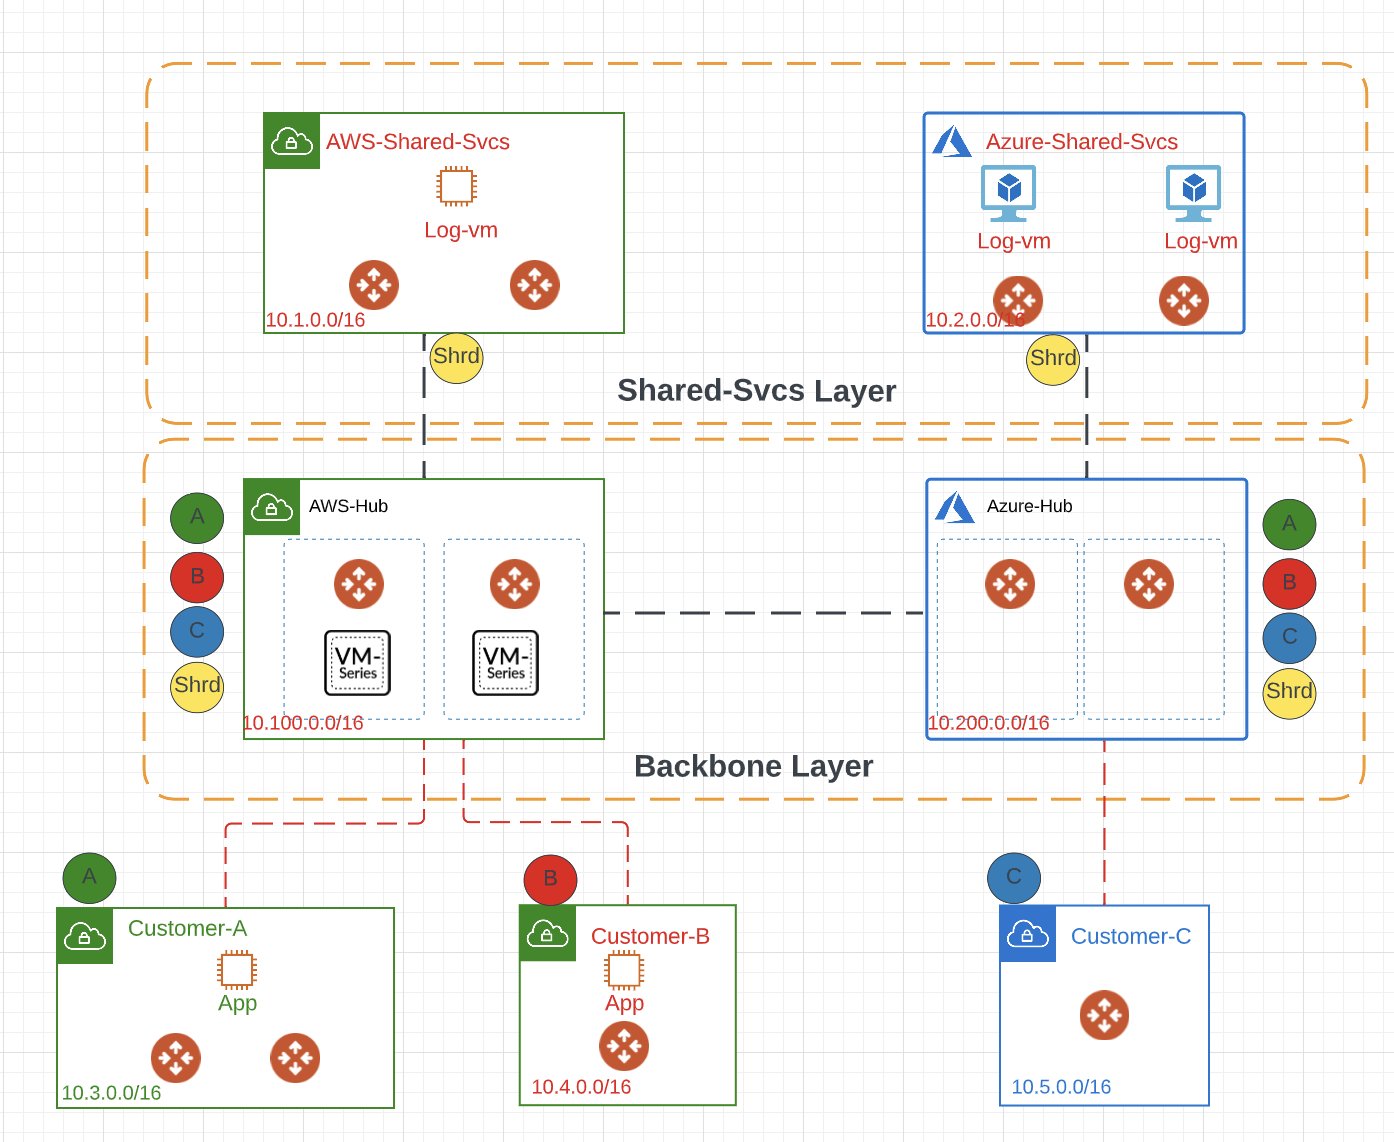 AWS-Shared-Svcs
Log-vm
10.1.0.0/16
Shrd
Azure-Shared-Svcs
Log-vm
Log-vm
10.2.0.0/16
Shrd
Shared-Svcs Layer
A
B
C
Shrd
AWS-Hub
VM-
Series
VM-
Series
10.100.0.0/16
Azure-Hub
10.200.0.0/16
A
B
C
Shrd
Backbone Layer
A
Customer-A
App
10.3.0.0/16
B
Customer-B
App
10.4.0.0/16
C
Customer-C
10.5.0.0/16